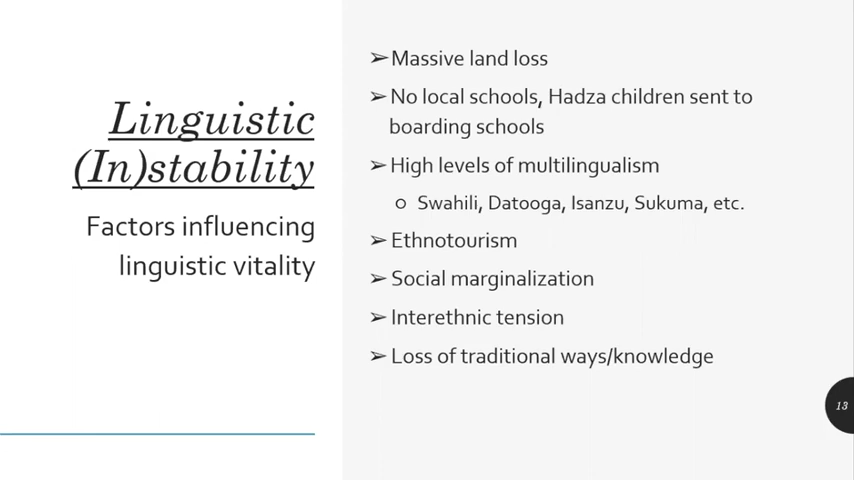 Linguistic
(In)stability
Factors influencing
linguistic vitality
➢Massive land loss
➢No local schools, Hadza children sent to
boarding schools
➢High levels of multilingualism
o Swahili, Datooga, Isanzu, Sukuma, etc.
➢Ethnotourism
➢Social marginalization
➢Interethnic tension
➢Loss of traditional ways/knowledge
13